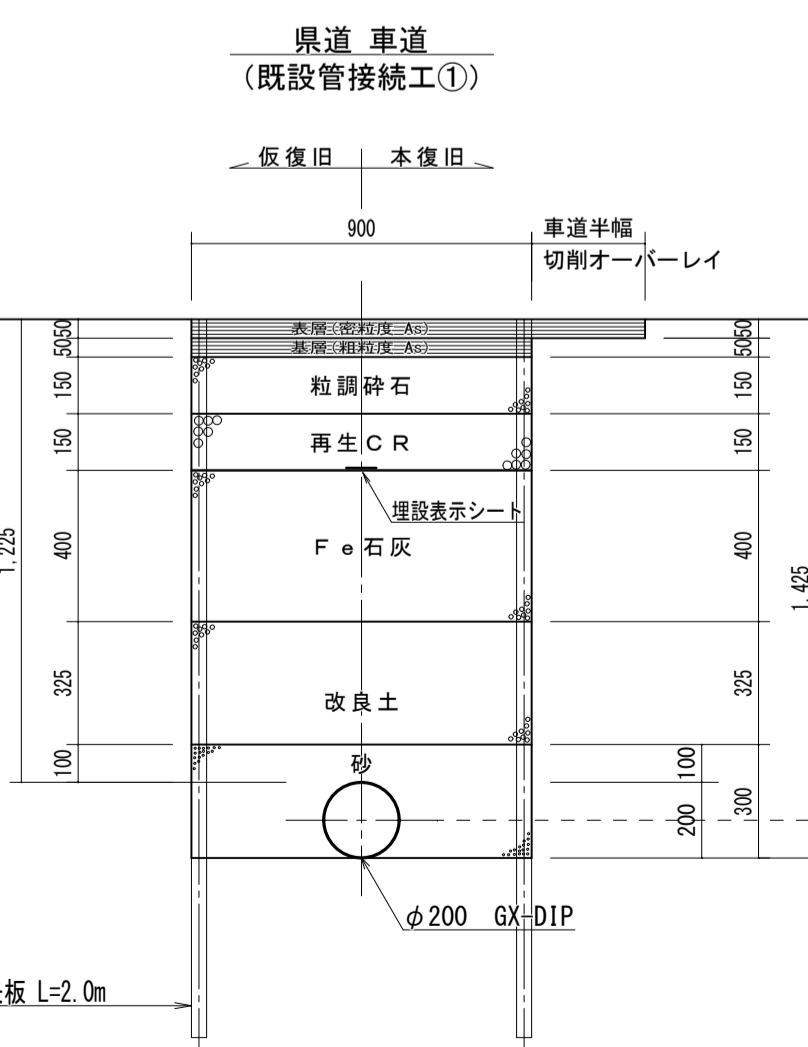 県道 車道
(既設管接続工①)
仮復旧 本復旧
900
車道半幅
切削オーバーレイ
表層(密粒度 As)
基層(粗粒度 As)
50
50
150
150
400
325
100
1,225
粒調砕石
再生CR
埋設表示シート
Fe石灰
改良土
砂
50
50
150
150
400
325
300
1,425
100
200
φ200 GX-DIP
板 L=2.0m